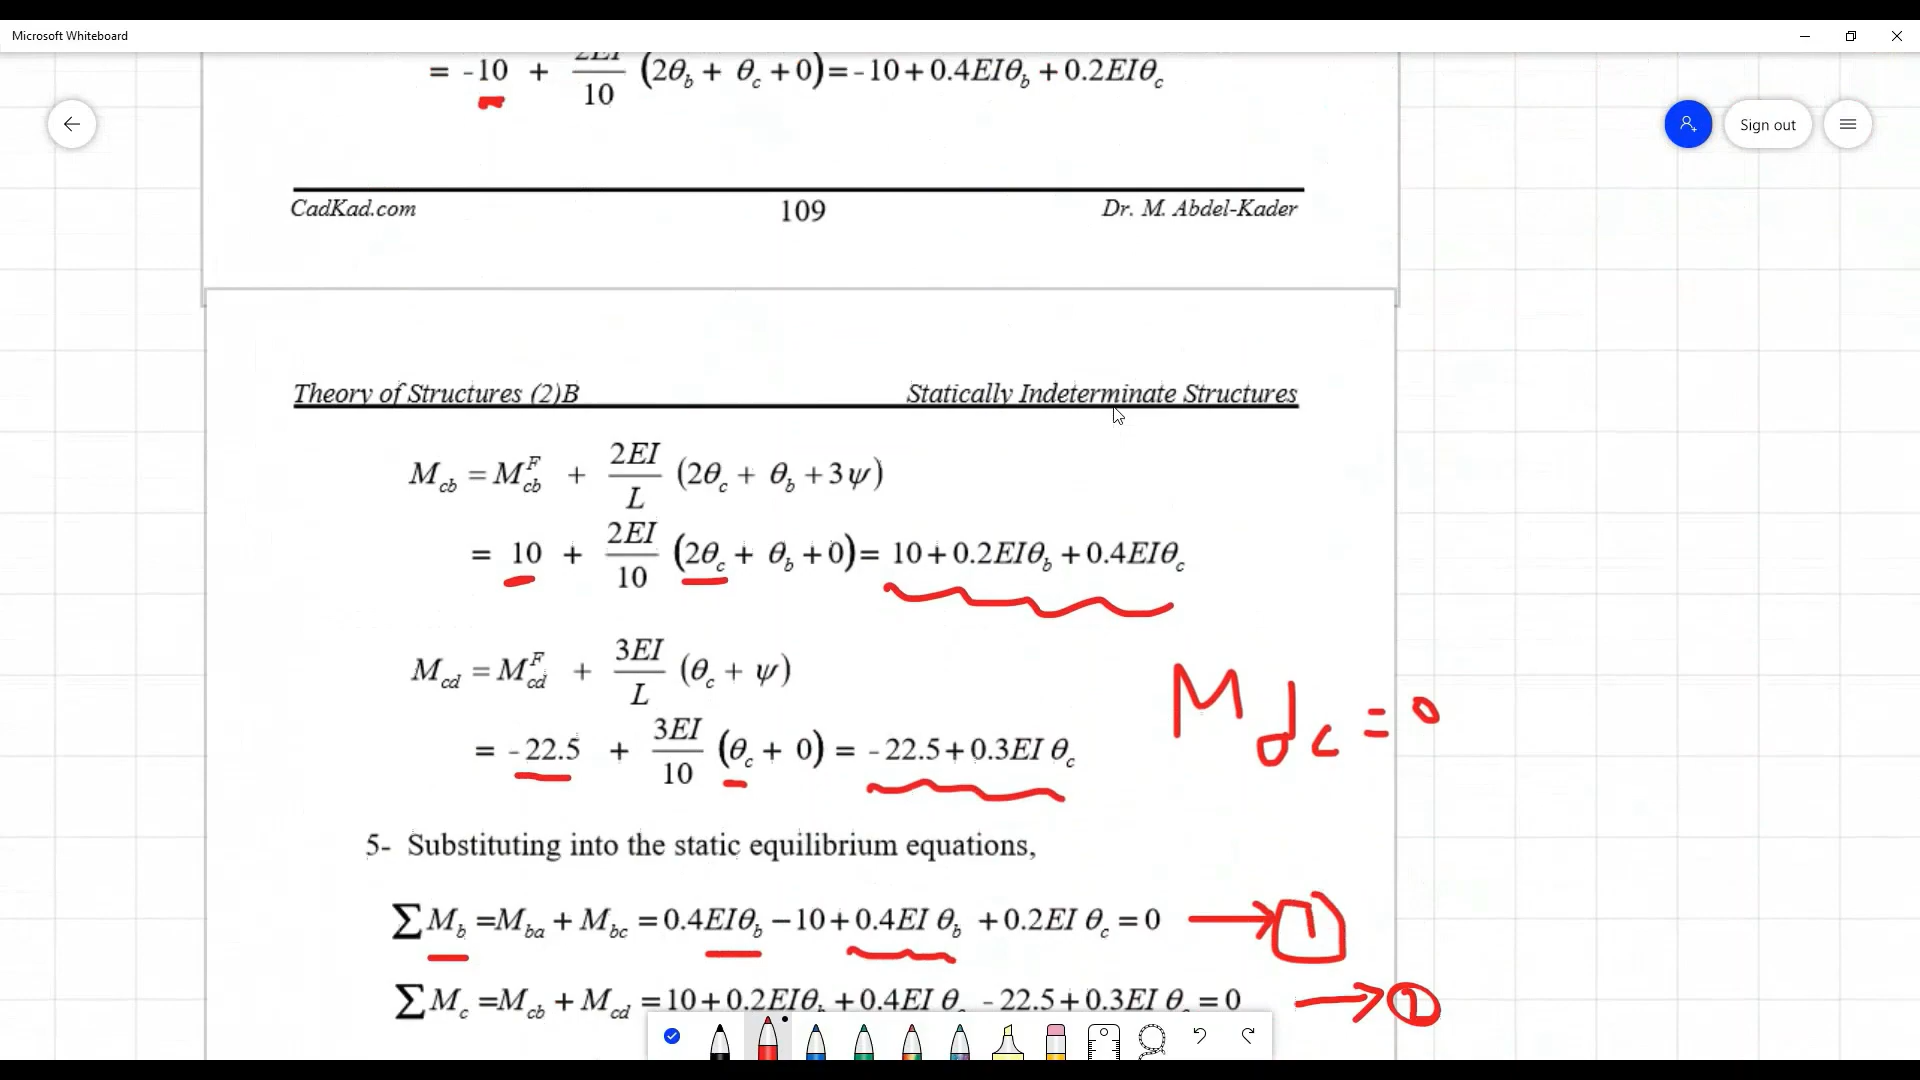 Microsoft Whiteboard
= -10 + 2EI/10 (2θb + θc + 0) = -10 + 0.4EIθb + 0.2EIθc
Sign out
CadKad.com 109 Dr. M. Abdel-Kader
Theory of Structures (2)B Statically Indeterminate Structures
Mcb = M^F cb + 2EI/L (2θc + θb + 3ψ)
= 10 + 2EI/10 (2θc + θb + 0) = 10 + 0.2EIθb + 0.4EIθc
Mcd = M^F cd + 3EI/L (θc + ψ)
Mdc = 0
= -22.5 + 3EI/10 (θc + 0) = -22.5 + 0.3EI θc
5- Substituting into the static equilibrium equations,
∑ Mb = Mba + Mbc = 0.4EIθb - 10 + 0.4EI θb + 0.2EI θc = 0 → 1
∑ Mc = Mcb + Mcd = 10 + 0.2EIθb + 0.4EI θc - 22.5 + 0.3EI θc = 0 → 2